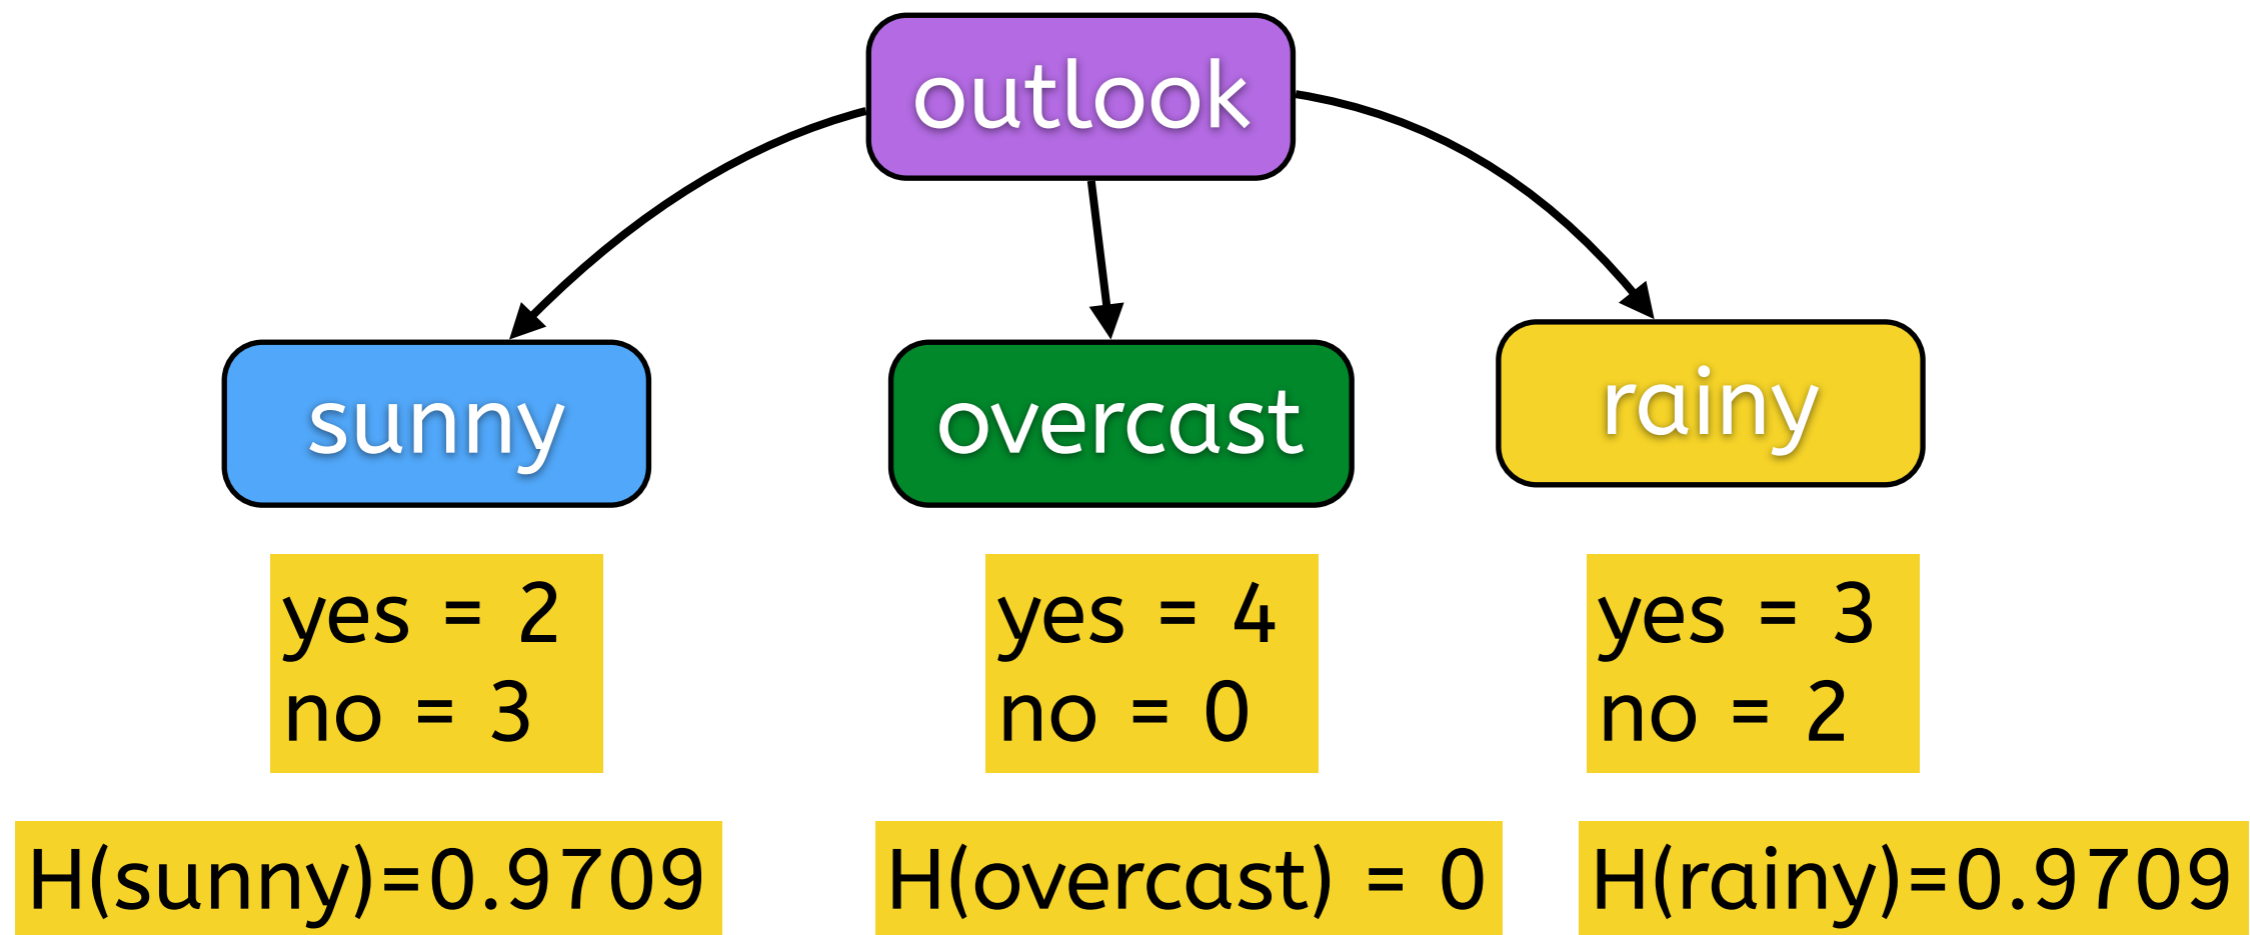 outlook
sunny
overcast
rainy
yes = 2
no = 3
yes = 4
no = 0
yes = 3
no = 2
H(sunny)=0.9709
H(overcast) = 0
H(rainy)=0.9709